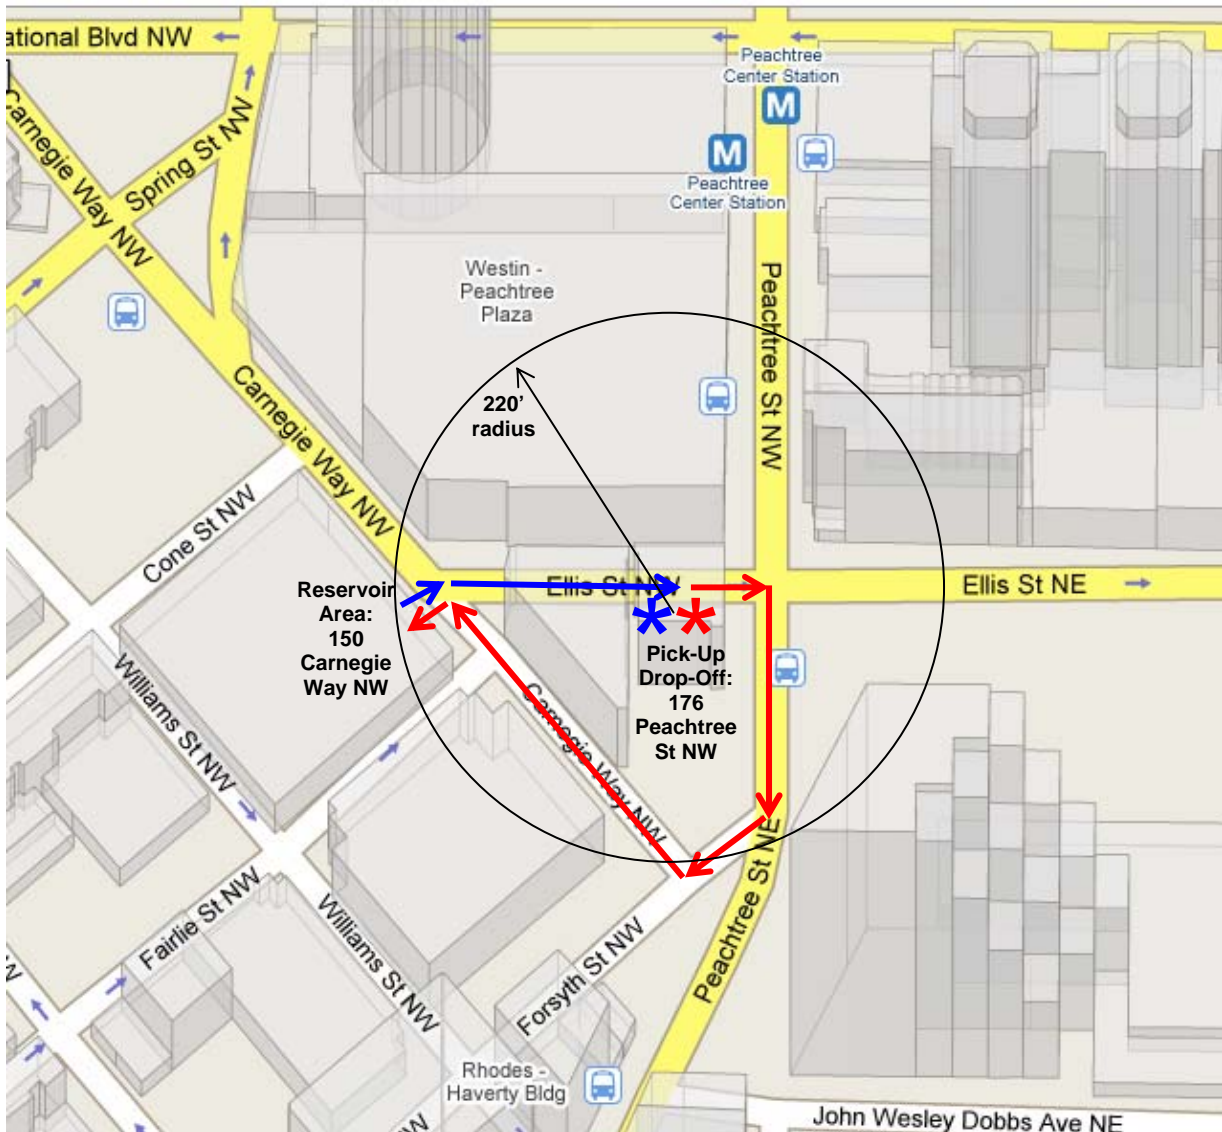 ational Blvd NW
Peachtree
Center Station
M
M
Peachtree
Center Station
Carnegie Way NW
Spring St NW
Westin -
Peachtree
Plaza
Peachtree St NW
220'
radius
Carnegie Way NW
Cone St NW
Ellis St NW
Ellis St NE
Reservoir
Area:
150
Carnegie
Way NW
* *
Pick-Up
Drop-Off:
176
Peachtree
St NW
Williams St NW
Carnegie Way NW
Peachtree St NE
Fairlie St NW
Williams St NW
Forsyth St NW
W
Rhodes -
Haverty Bldg
John Wesley Dobbs Ave NE